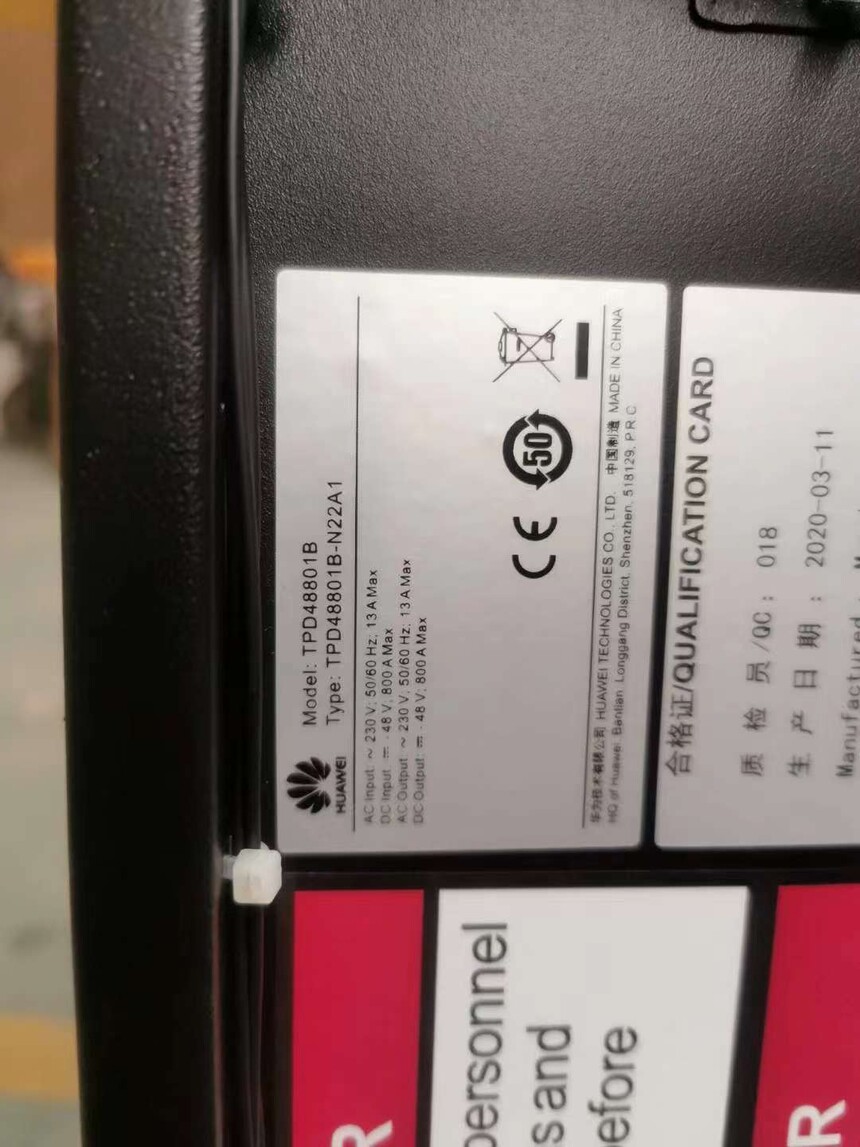 HUAWEI
Model: TPD48801B
Type: TPD48801B-N22A1
AC Input: ~ 230 V; 50/60 Hz; 13 A Max
DC Input: ⎓ - 48 V; 800 A Max
AC Output: ~ 230 V; 50/60 Hz; 13 A Max
DC Output: ⎓ - 48 V; 800 A Max
CE 50
华为技术有限公司 HUAWEI TECHNOLOGIES CO., LTD. 中国制造 MADE IN CHINA
HQ of Huawei Bantian, Longgang District, Shenzhen, 518129, P.R.C
合格证/QUALIFICATION CARD
质 检 员/QC: 018
生 产 日 期 : 2020-03-11
Manufactured
R
personnel
s and
efore
R